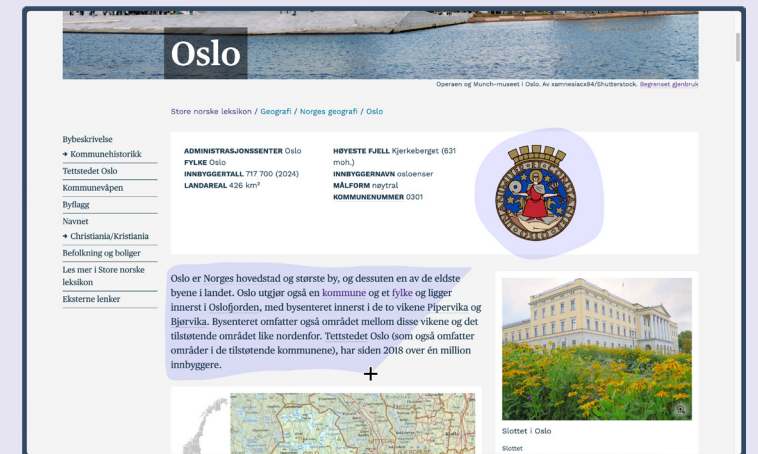 Oslo
Operaen og Munch-museet i Oslo. Av xamnesiacx84/Shutterstock. Begrenset gjenbruk
Store norske leksikon / Geografi / Norges geografi / Oslo
Bybeskrivelse
→ Kommunehistorikk
Tettstedet Oslo
Kommunevåpen
Byflagg
Navnet
→ Christiania/Kristiania
Befolkning og boliger
Les mer i Store norske
leksikon
Eksterne lenker
ADMINISTRASJONSSENTER Oslo
FYLKE Oslo
INNBYGGERTALL 717 700 (2024)
LANDAREAL 426 km²
HØYESTE FJELL Kjerkeberget (631
moh.)
INNBYGGERNAVN osloenser
MÅLFORM nøytral
KOMMUNENUMMER 0301
Oslo er Norges hovedstad og største by, og dessuten en av de eldste
byene i landet. Oslo utgjør også en kommune og et fylke og ligger
innerst i Oslofjorden, med bysenteret innerst i de to vikene Pipervika og
Bjørvika. Bysenteret omfatter også området mellom disse vikene og det
tilstøtende området like nordenfor. Tettstedet Oslo (som også omfatter
områder i de tilstøtende kommunene), har siden 2018 over én million
innbyggere.
Slottet i Oslo
Slottet